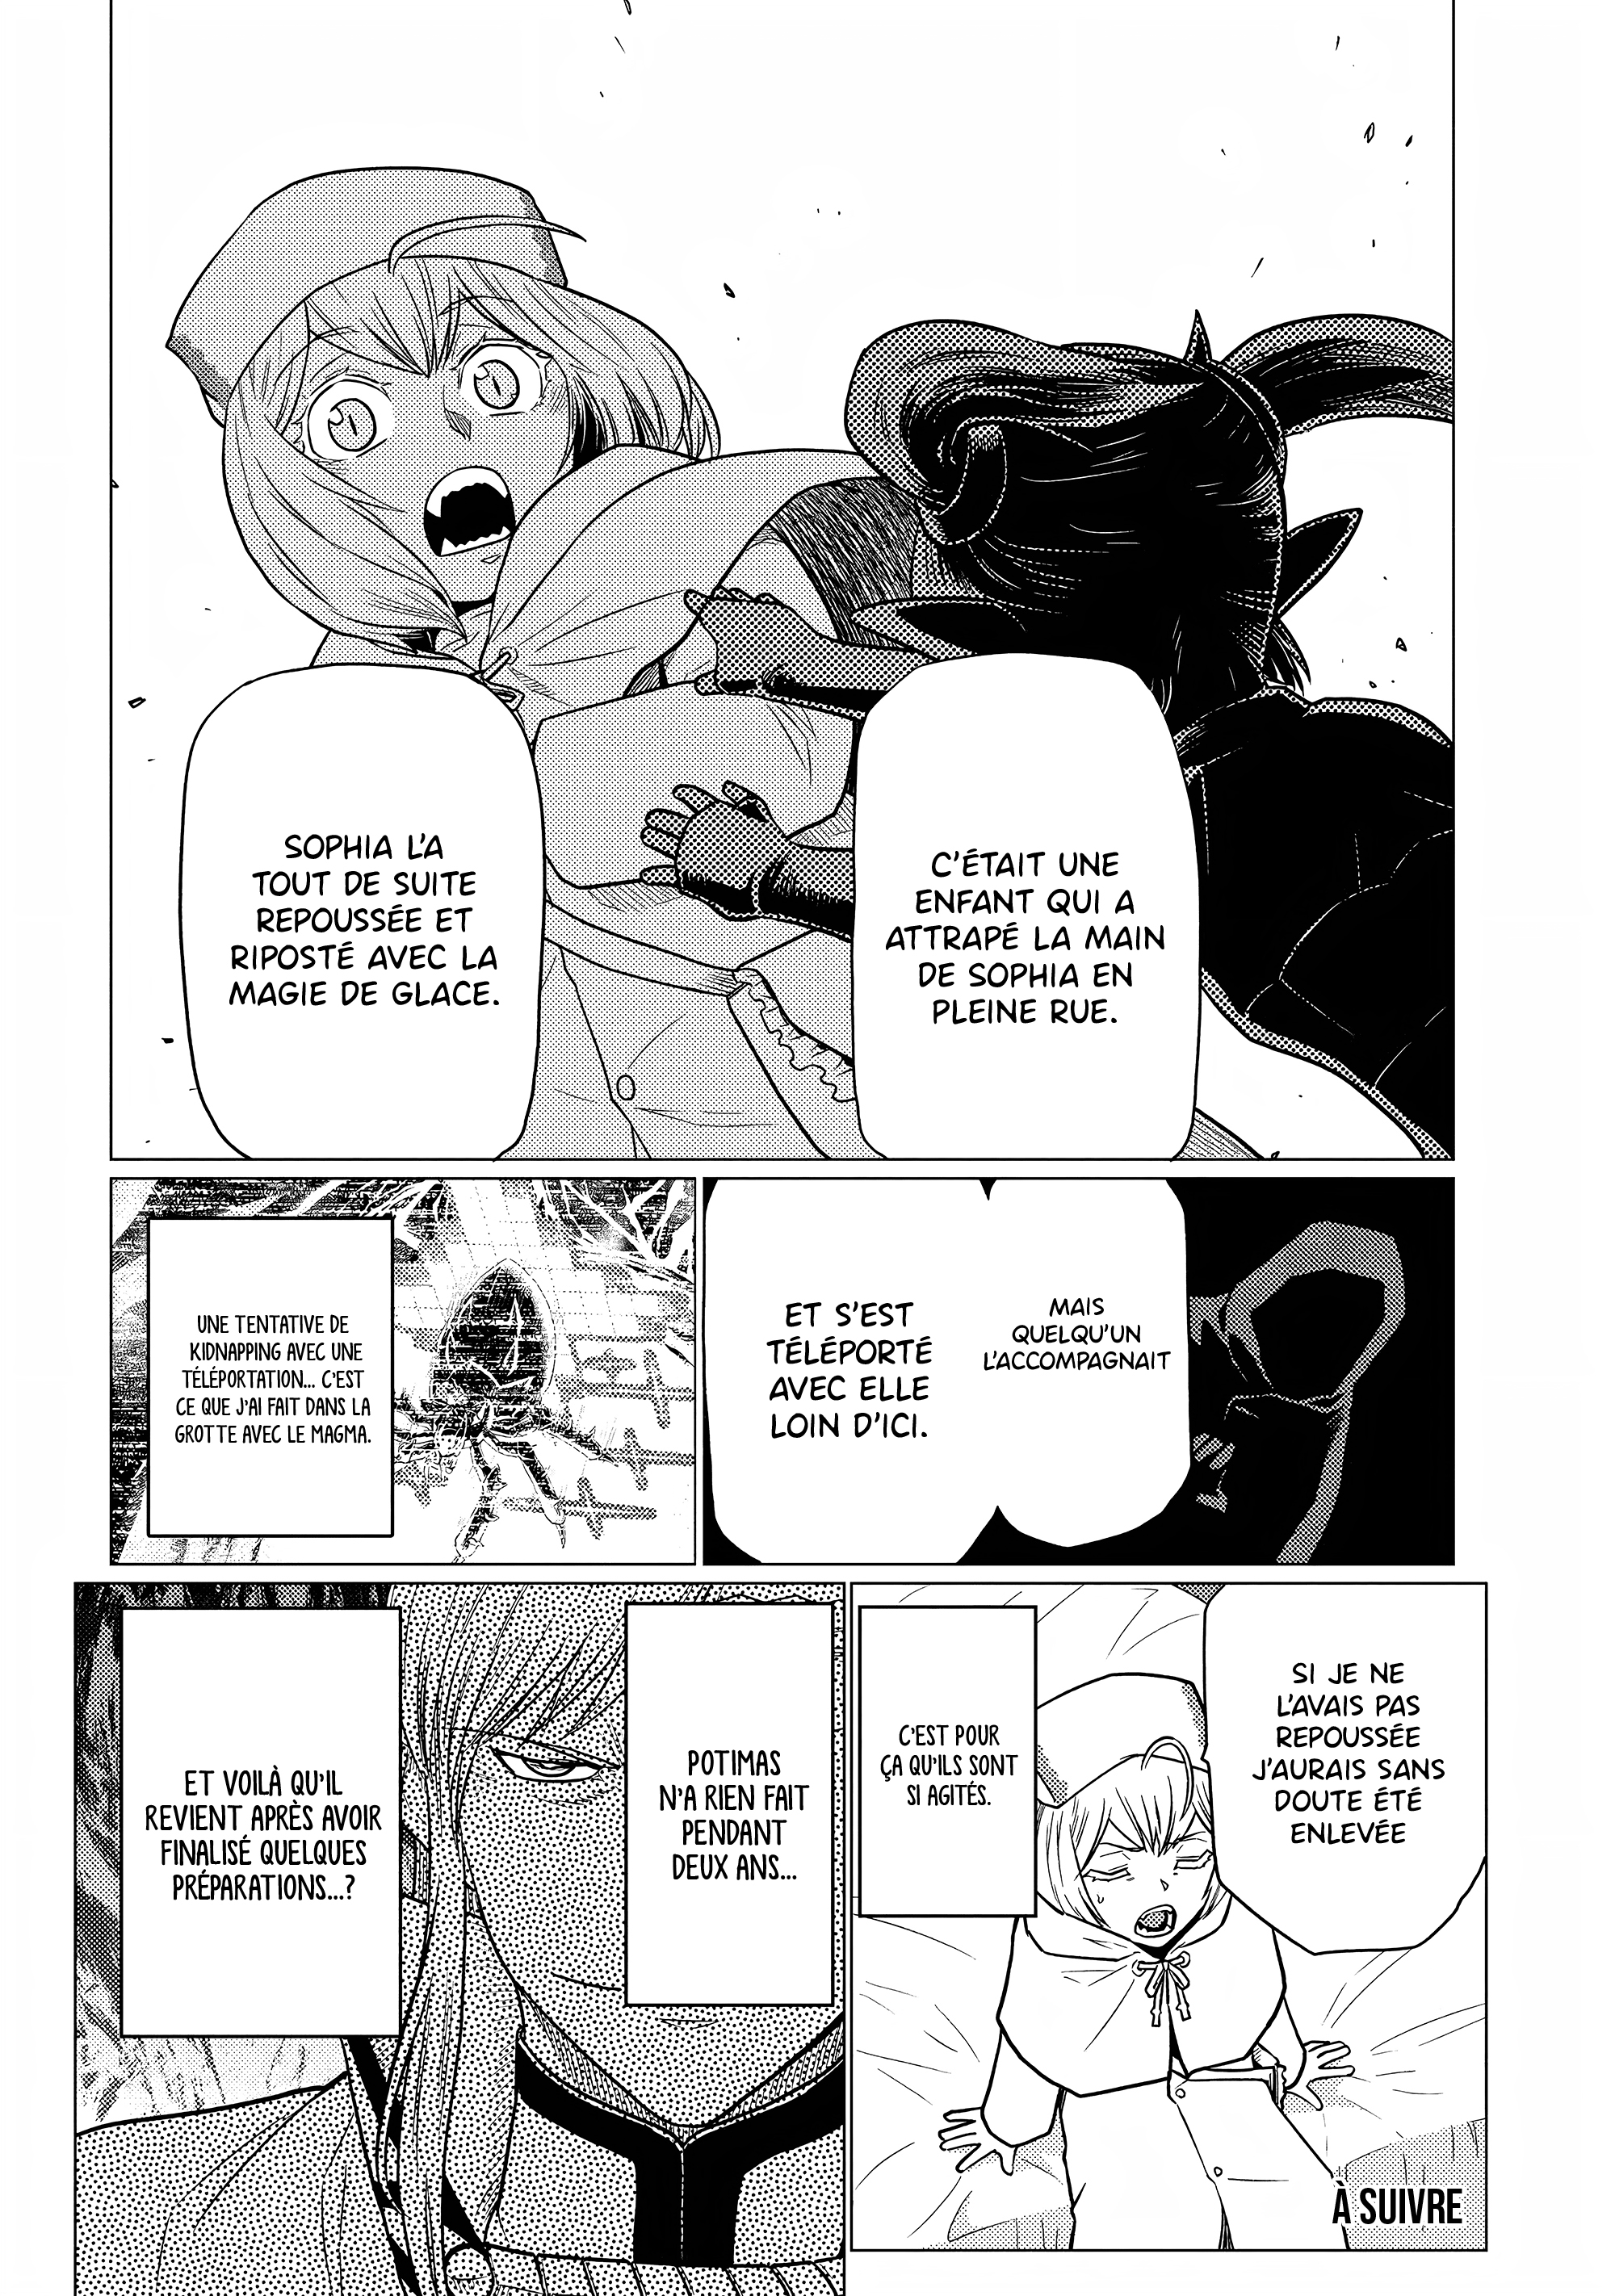 C'ÉTAIT UNE
ENFANT QUI A
ATTRAPÉ LA MAIN
DE SOPHIA EN
PLEINE RUE.
SOPHIA L'A
TOUT DE SUITE
REPOUSSÉE ET
RIPOSTÉ AVEC LA
MAGIE DE GLACE.
MAIS
QUELQU'UN
L'ACCOMPAGNAIT
ET S'EST
TÉLÉPORTÉ
AVEC ELLE
LOIN D'ICI.
UNE TENTATIVE DE
KIDNAPPING AVEC UNE
TÉLÉPORTATION... C'EST
CE QUE J'AI FAIT DANS LA
GROTTE AVEC LE MAGMA.
SI JE NE
L'AVAIS PAS
REPOUSSÉE
J'AURAIS SANS
DOUTE ÉTÉ
ENLEVÉE
C'EST POUR
ÇA QU'ILS SONT
SI AGITÉS.
POTIMAS
N'A RIEN FAIT
PENDANT
DEUX ANS...
ET VOILÀ QU'IL
REVIENT APRÈS AVOIR
FINALISÉ QUELQUES
PRÉPARATIONS...?
À SUIVRE